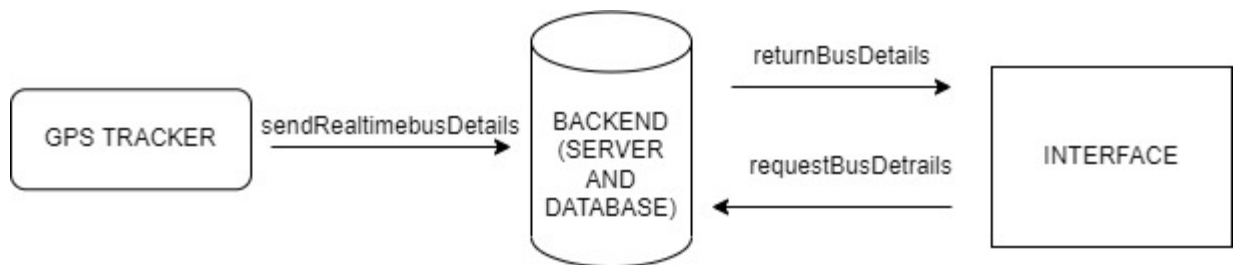 GPS TRACKER
sendRealtimebusDetails
BACKEND
(SERVER
AND
DATABASE)
returnBusDetails
requestBusDetrails
INTERFACE